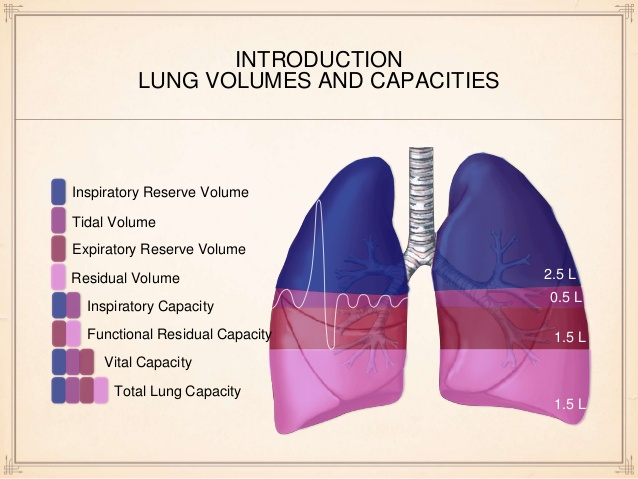 INTRODUCTION
LUNG VOLUMES AND CAPACITIES
Inspiratory Reserve Volume
Tidal Volume
Expiratory Reserve Volume
Residual Volume
Inspiratory Capacity
Functional Residual Capacity
Vital Capacity
Total Lung Capacity
2.5 L
0.5 L
1.5 L
1.5 L